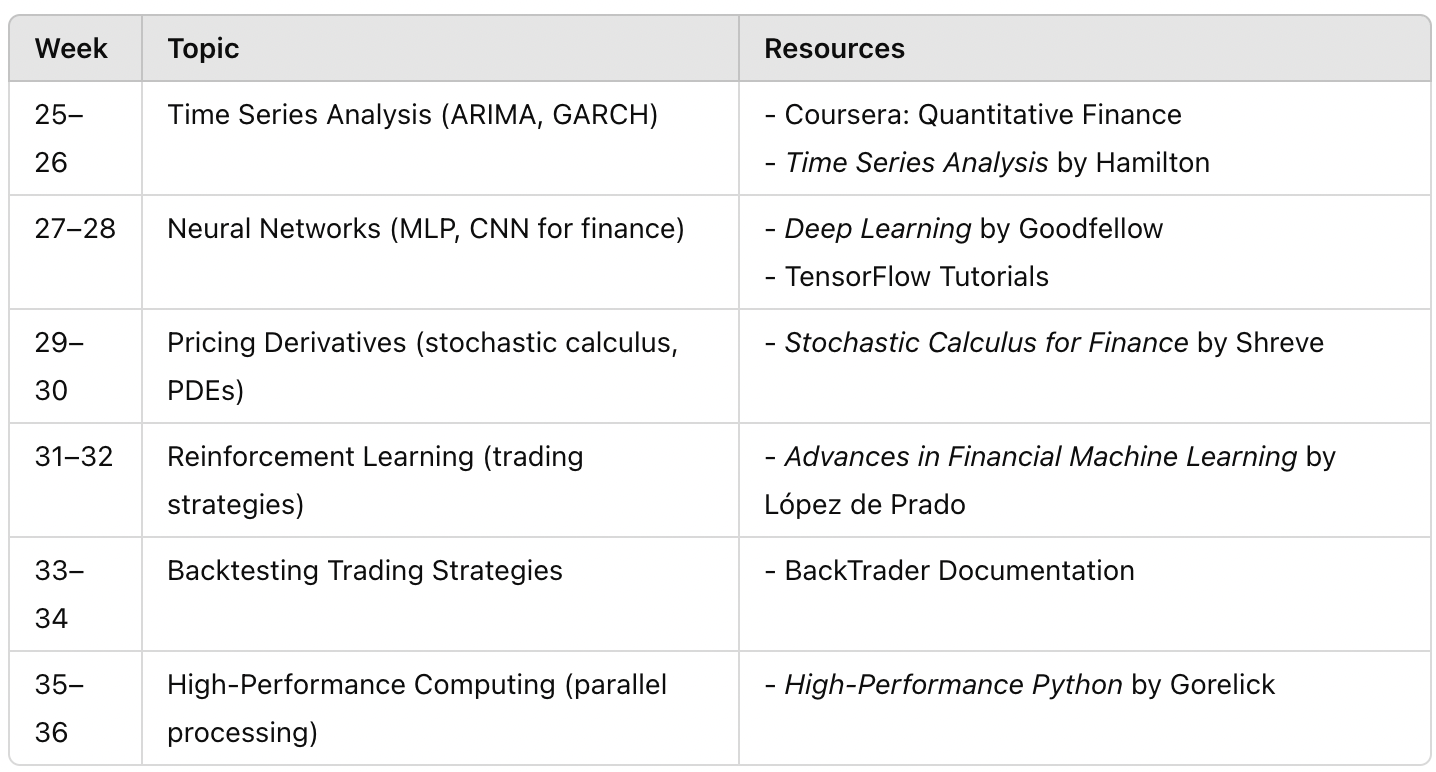 Week Topic Resources
25– Time Series Analysis (ARIMA, GARCH) - Coursera: Quantitative Finance
26 - Time Series Analysis by Hamilton
27–28 Neural Networks (MLP, CNN for finance) - Deep Learning by Goodfellow
- TensorFlow Tutorials
29– Pricing Derivatives (stochastic calculus, - Stochastic Calculus for Finance by Shreve
30 PDEs)
31–32 Reinforcement Learning (trading - Advances in Financial Machine Learning by
strategies) López de Prado
33– Backtesting Trading Strategies - BackTrader Documentation
34
35– High-Performance Computing (parallel - High-Performance Python by Gorelick
36 processing)